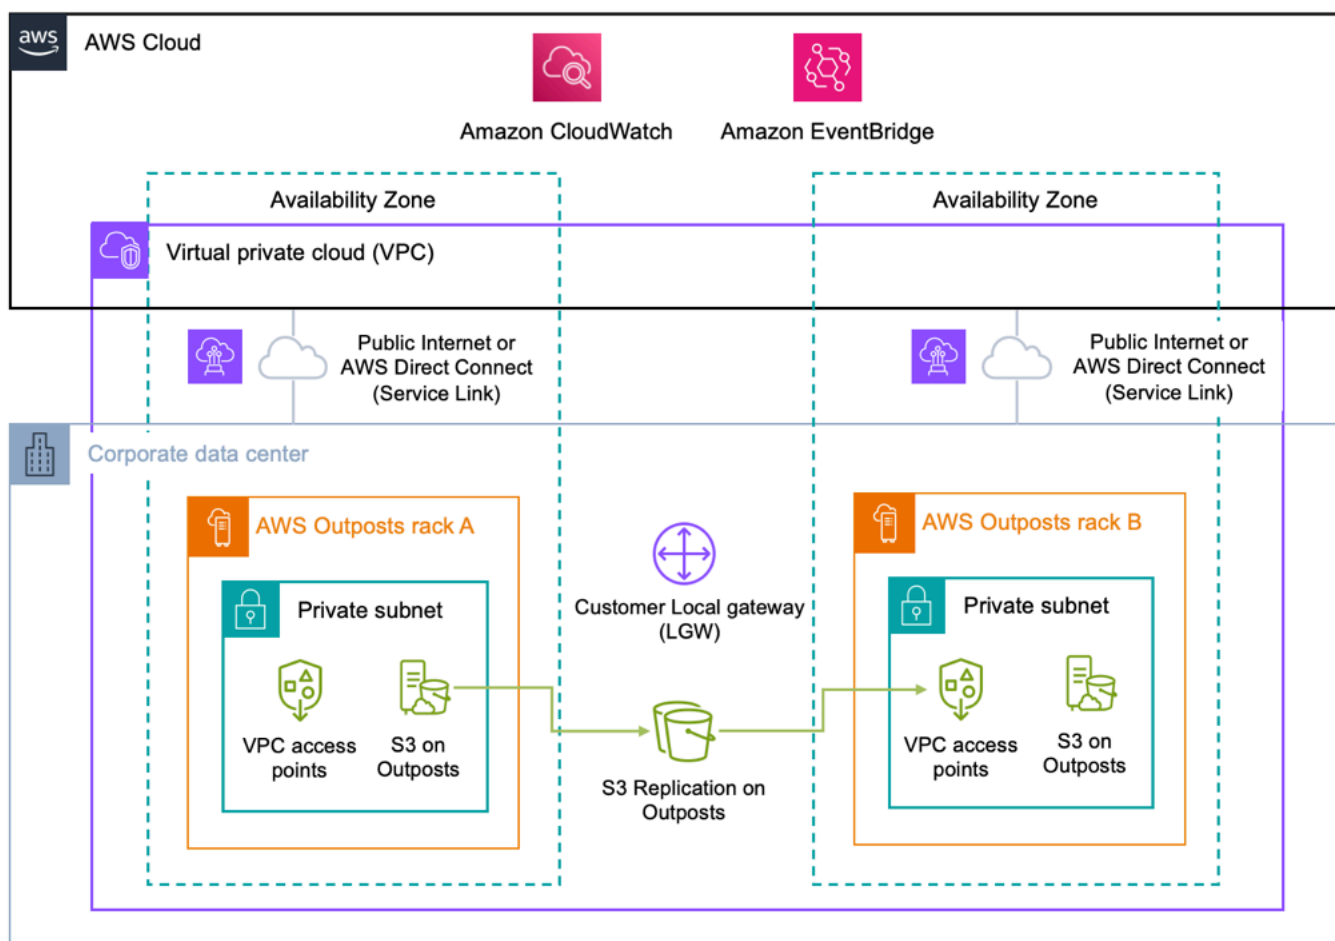 aws
AWS Cloud
Amazon CloudWatch
Amazon EventBridge
Availability Zone
Availability Zone
Virtual private cloud (VPC)
Public Internet or
AWS Direct Connect
(Service Link)
Public Internet or
AWS Direct Connect
(Service Link)
Corporate data center
AWS Outposts rack A
AWS Outposts rack B
Private subnet
Customer Local gateway
(LGW)
Private subnet
VPC access
points
S3 on
Outposts
S3 Replication on
Outposts
VPC access
points
S3 on
Outposts